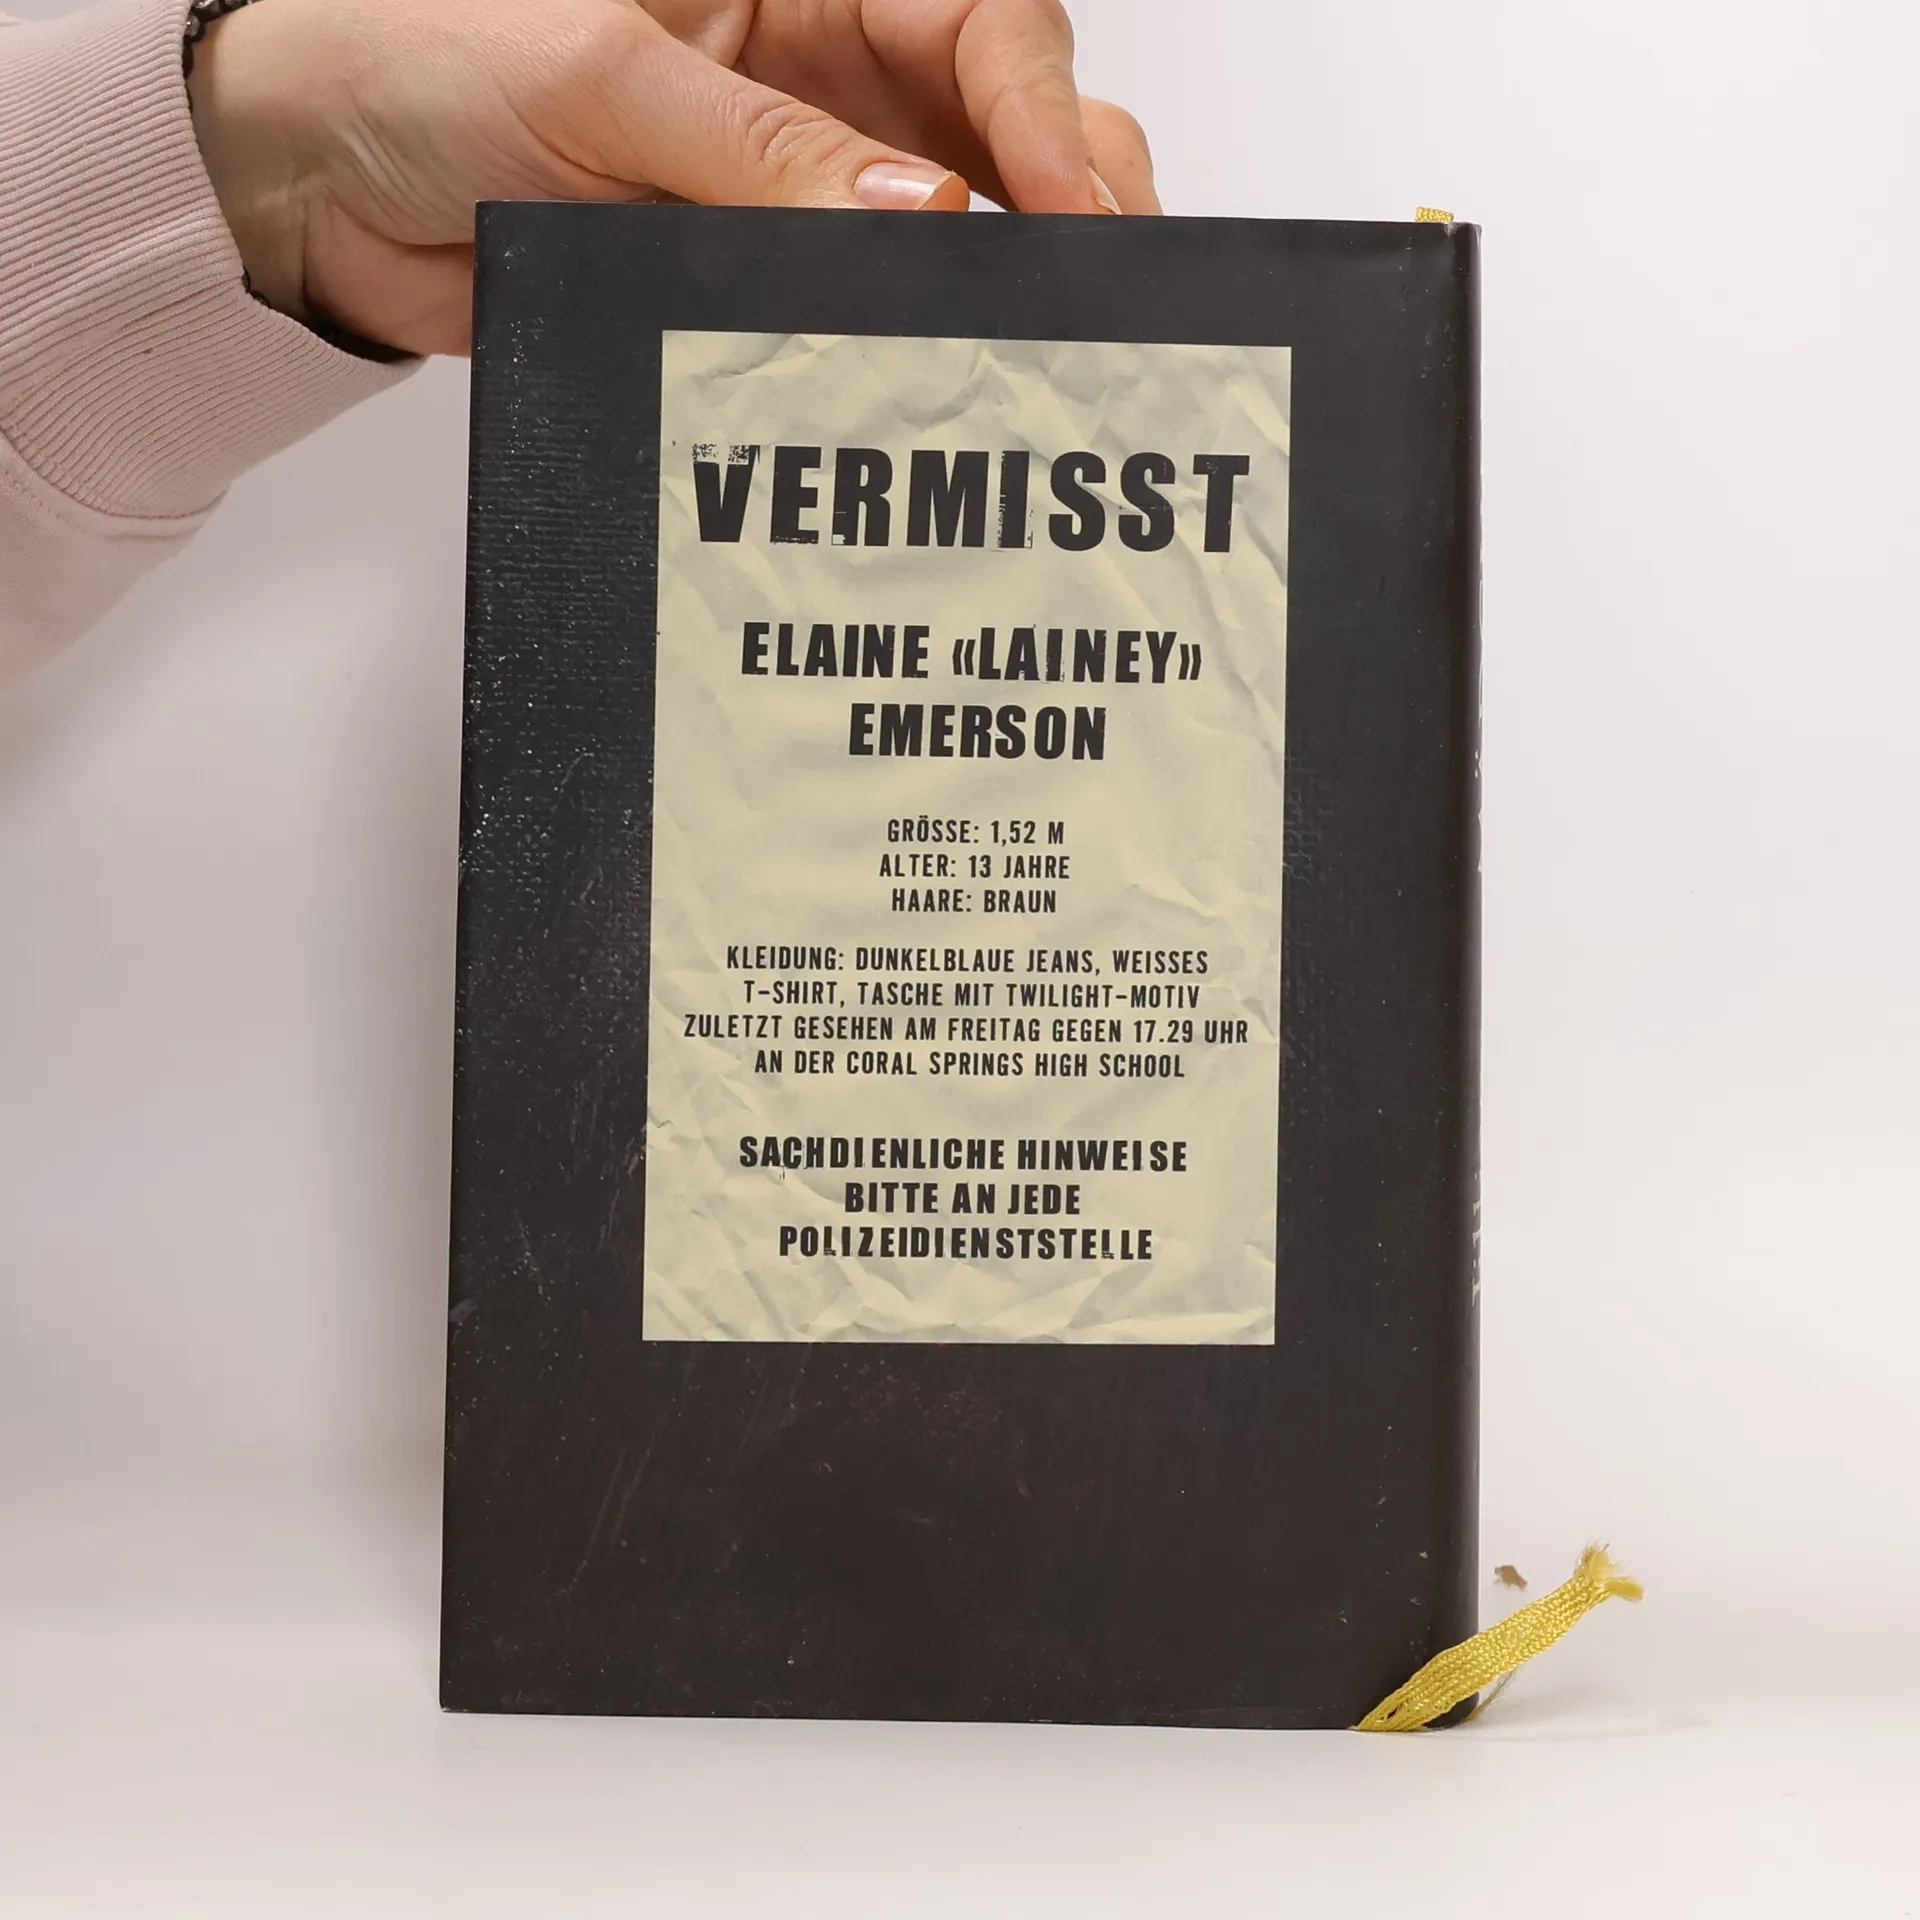 VERMISST
ELAINE «LAINEY»
EMERSON
GRÖSSE: 1,52 M
ALTER: 13 JAHRE
HAARE: BRAUN
KLEIDUNG: DUNKELBLAUE JEANS, WEISSES
T-SHIRT, TASCHE MIT TWILIGHT-MOTIV
ZULETZT GESEHEN AM FREITAG GEGEN 17.29 UHR
AN DER CORAL SPRINGS HIGH SCHOOL
SACHDIENLICHE HINWEISE
BITTE AN JEDE
POLIZEIDIENSTSTELLE